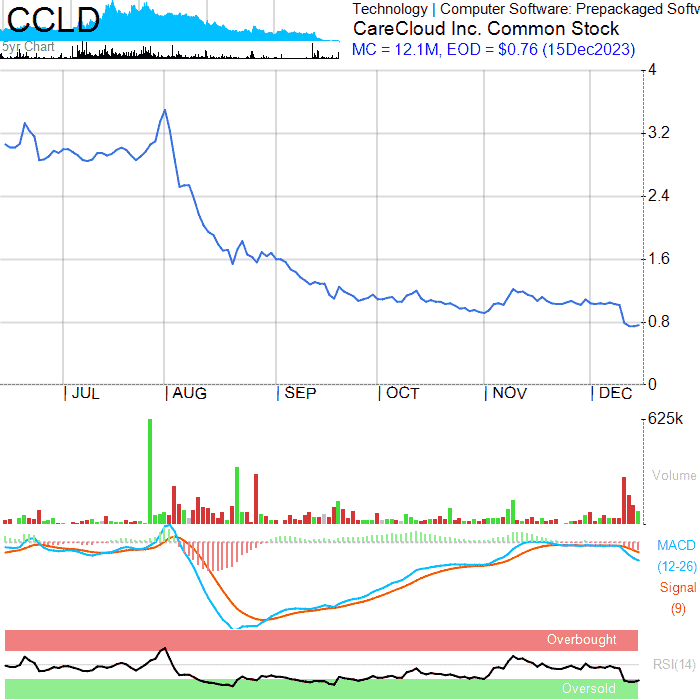 CCLD
5yr Chart
Technology | Computer Software: Prepackaged Softw
CareCloud Inc. Common Stock
MC = 12.1M, EOD = $0.76 (15Dec2023)
4
3.2
2.4
1.6
0.8
0
JUL
AUG
SEP
OCT
NOV
DEC
625k
Volume
MACD
(12-26)
Signal
(9)
Overbought
RSI(14)
Oversold